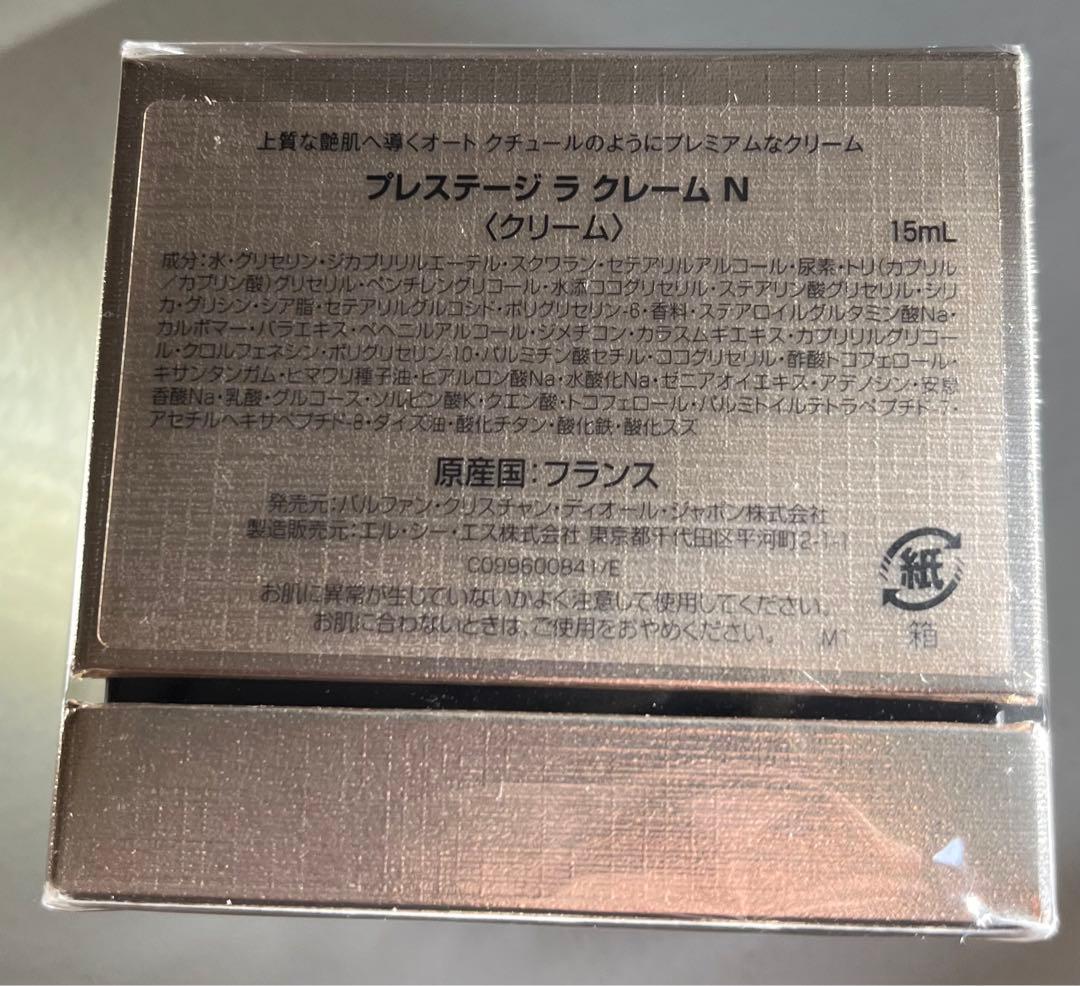 上質な艶肌へ導くオート クチュールのようにプレミアムなクリーム
プレステージ ラ クレーム N
〈クリーム〉
15mL
成分:水・グリセリン・ジカプリリルエーテル・スクワラン・セテアリルアルコール・尿素・トリ(カプリル
/カプリン酸)グリセリル・ペンチレングリコール・水添ココグリセリル・ステアリン酸グリセリル・シリ
カ・グリシン・シア脂・セテアリルグルコシド・ポリグリセリン-6・香料・ステアロイルグルタミン酸Na・
カルボマー・バラエキス・ベヘニルアルコール・ジメチコン・カラスムギエキス・カプリリルグリコー
ル・クロルフェネシン・ポリグリセリン-10・パルミチン酸セチル・ココグリセリル・酢酸トコフェロール・
キサンタンガム・ヒマワリ種子油・ヒアルロン酸Na・水酸化Na・ゼニアオイエキス・アデノシン・安息
香酸Na・乳酸・グルコース・ソルビン酸K・クエン酸・トコフェロール・パルミトイルテトラペプチド-7・
アセチルヘキサペプチド-8・ダイズ油・酸化チタン・酸化鉄・酸化スズ
原産国:フランス
発売元:パルファン・クリスチャン・ディオール・ジャポン株式会社
製造販売元:エル・シー・エス株式会社 東京都千代田区平河町2-1-1
C099600841/E
お肌に異常が生じていないかよく注意して使用してください。
お肌に合わないときは、ご使用をおやめください。
M1
紙
箱